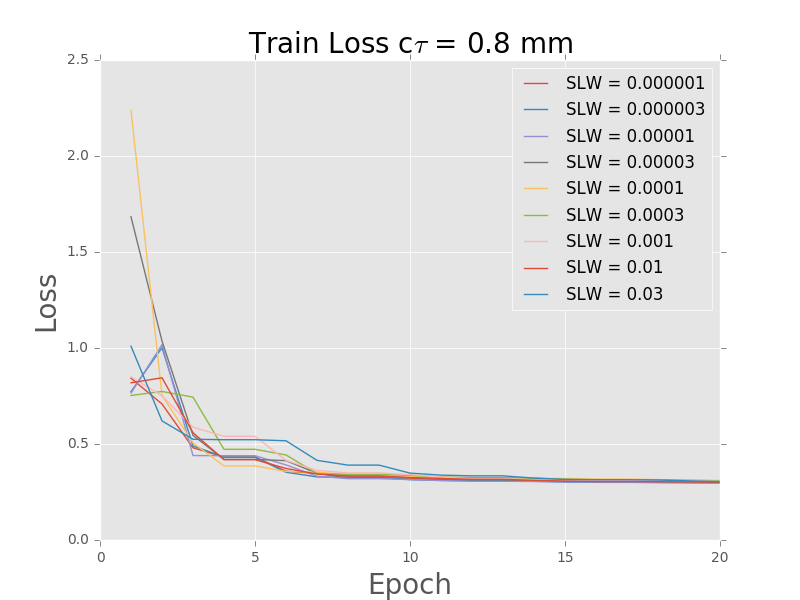 Train Loss cτ = 0.8 mm
2.5
2.0
1.5
1.0
0.5
0.0
Loss
SLW = 0.000001
SLW = 0.000003
SLW = 0.00001
SLW = 0.00003
SLW = 0.0001
SLW = 0.0003
SLW = 0.001
SLW = 0.01
SLW = 0.03
0 5 10 15 20
Epoch